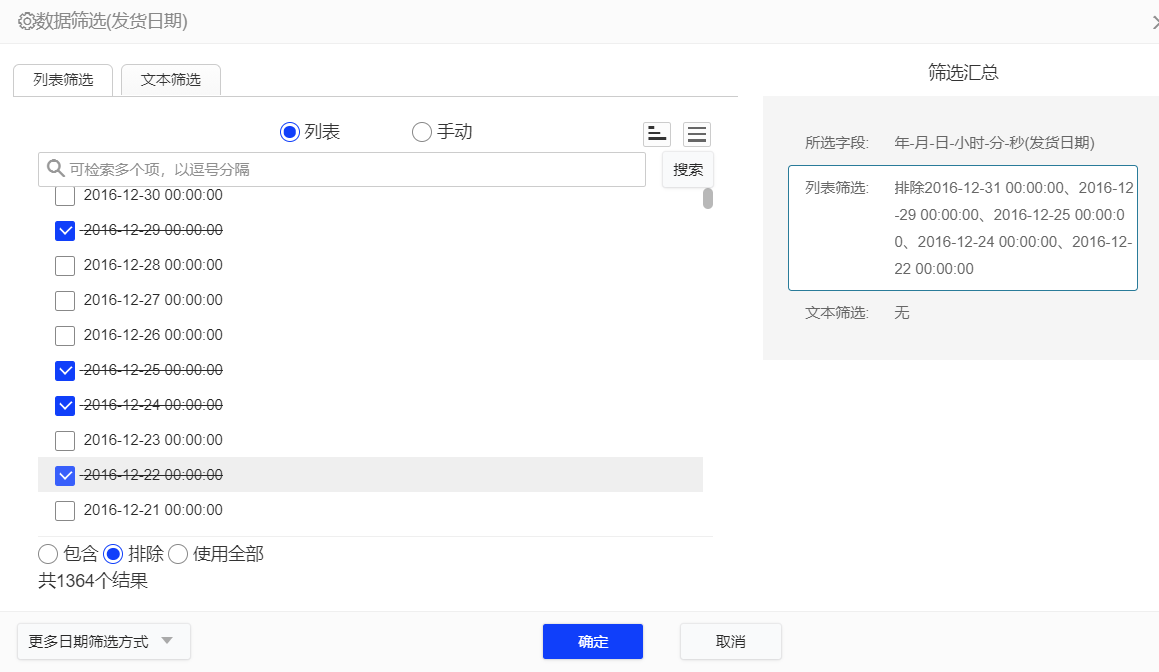 数据筛选(发货日期)
列表筛选
文本筛选
筛选汇总
列表
手动
可检索多个项，以逗号分隔
搜索
2016-12-30 00:00:00
2016-12-29 00:00:00
2016-12-28 00:00:00
2016-12-27 00:00:00
2016-12-26 00:00:00
2016-12-25 00:00:00
2016-12-24 00:00:00
2016-12-23 00:00:00
2016-12-22 00:00:00
2016-12-21 00:00:00
包含 排除 使用全部
共1364个结果
所选字段: 年-月-日-小时-分-秒(发货日期)
列表筛选: 排除2016-12-31 00:00:00、2016-12
-29 00:00:00、2016-12-25 00:00:0
0、2016-12-24 00:00:00、2016-12-
22 00:00:00
文本筛选: 无
更多日期筛选方式
确定
取消